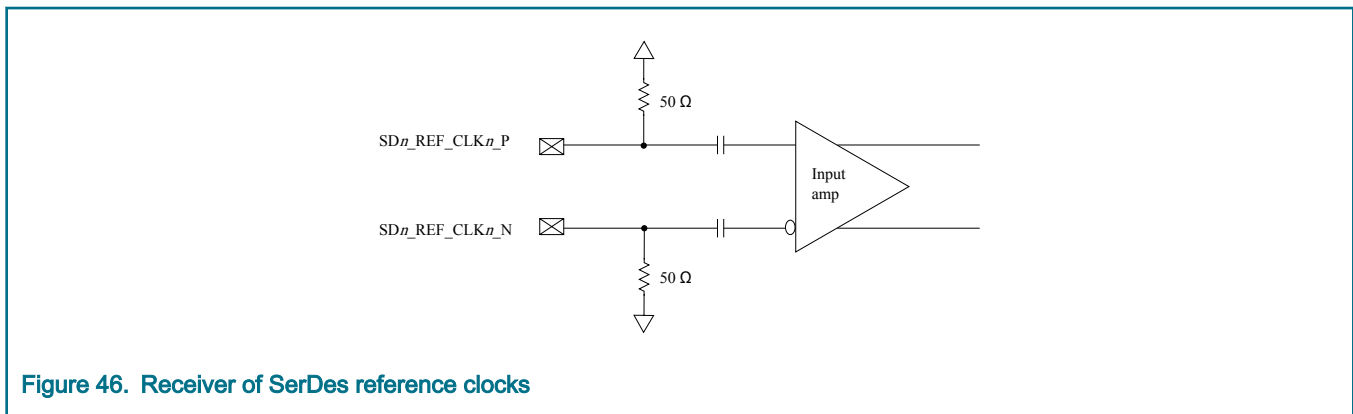 50 Ω
SDn_REF_CLKn_P
Input
amp
SDn_REF_CLKn_N
50 Ω
Figure 46. Receiver of SerDes reference clocks